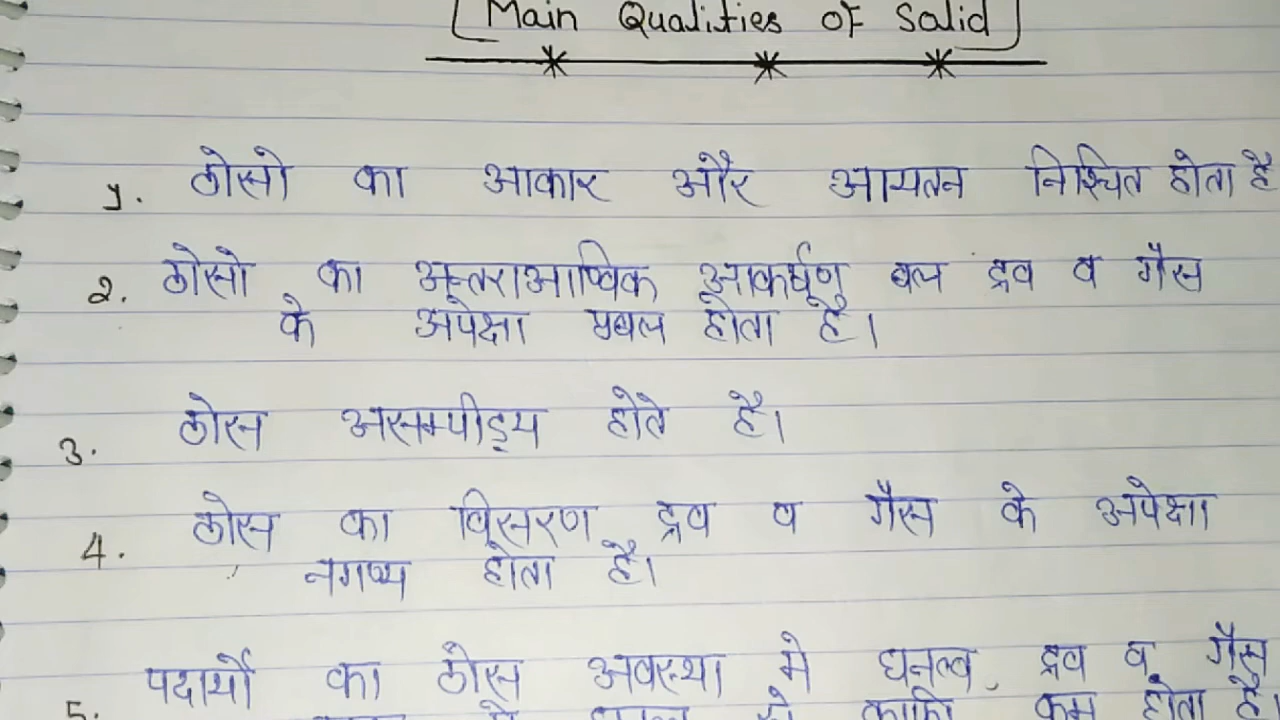 Main Qualities of Solid
1. ठोसो का आकार और आयतन निश्चित होता है
2. ठोसो का अन्तराआण्विक आकर्षण बल द्रव व गैस
के अपेक्षा प्रबल होता है।
3. ठोस असम्पीड्य होते है।
4. ठोस का विसरण द्रव व गैस के अपेक्षा
नगण्य होता है।
5. पदार्थो का ठोस अवस्था मे घनत्व द्रव व गैस
काफी कम होता है।